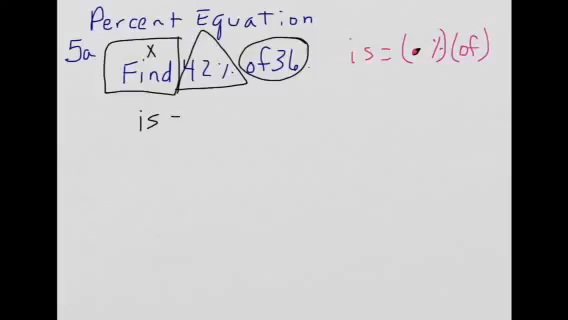 Percent Equation
5a x
Find 42% of 36
is = (.%)(of)
is =